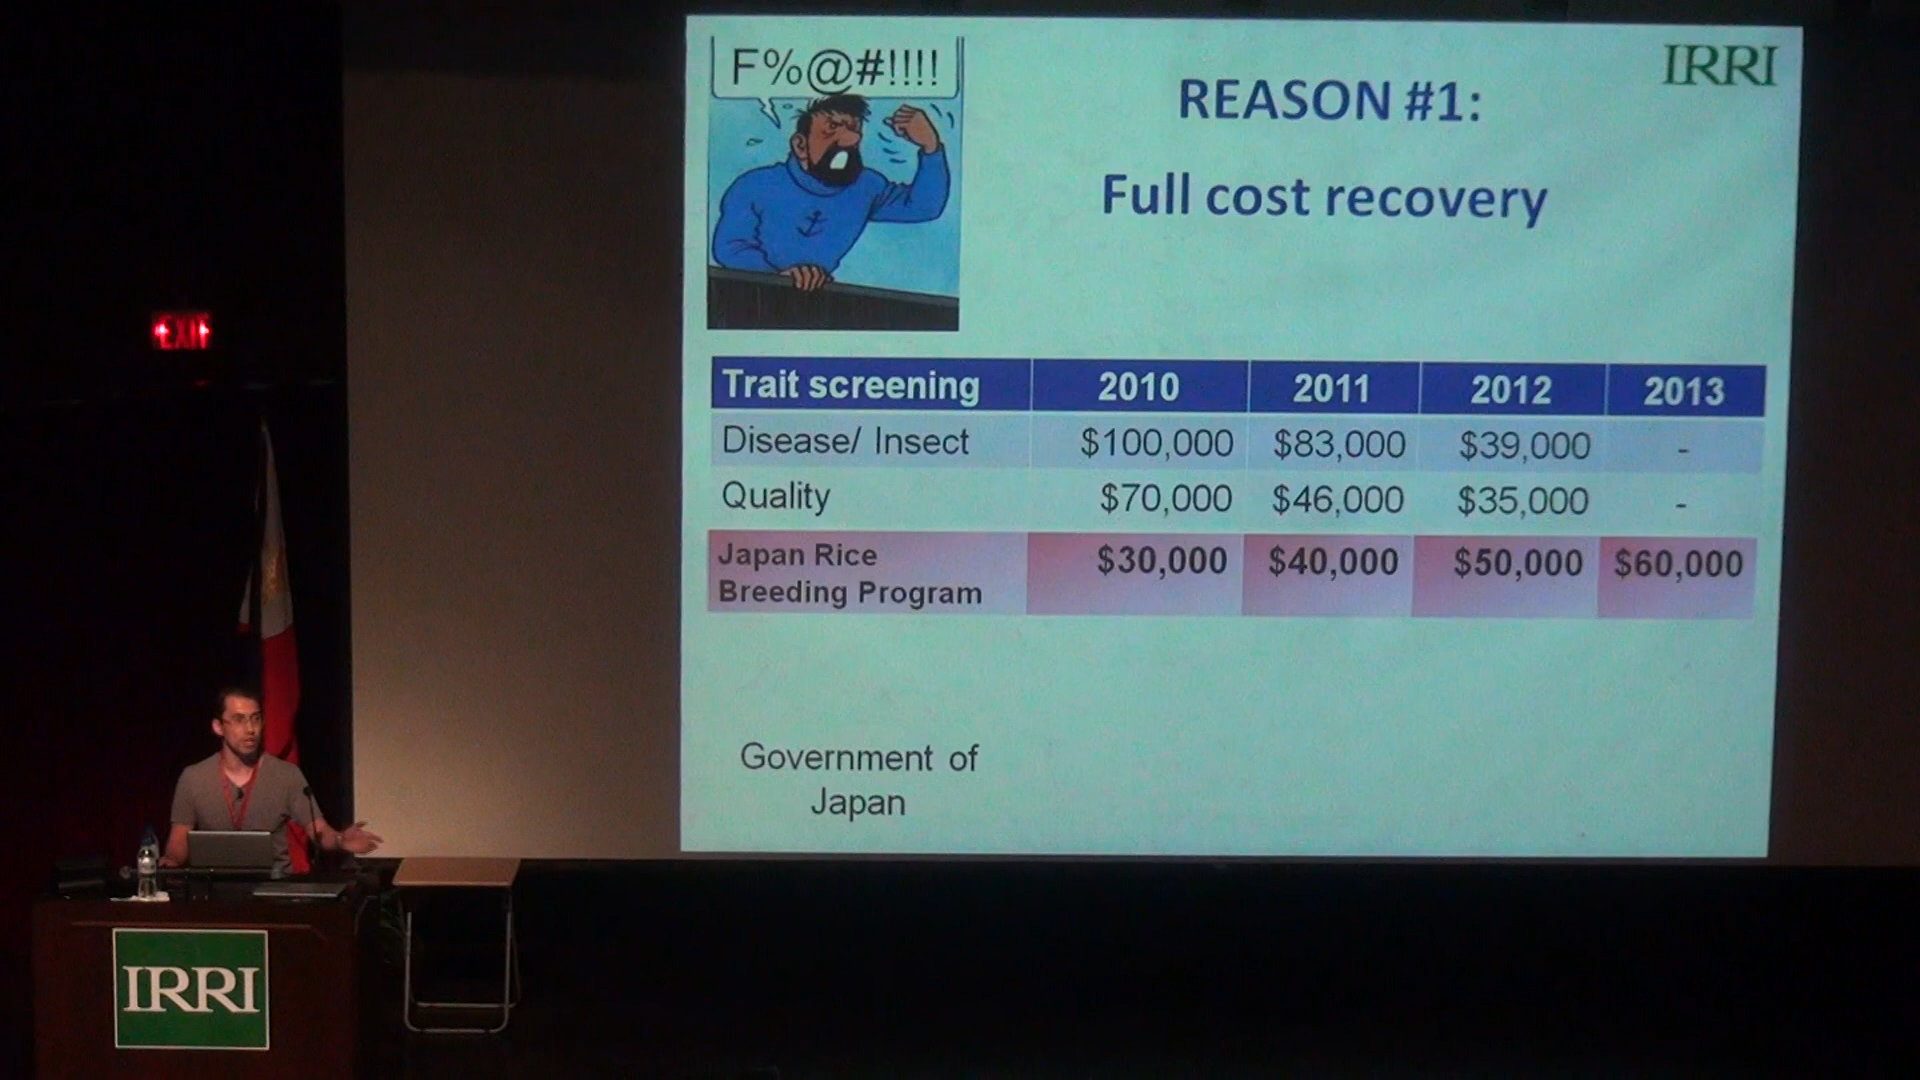 F%@#!!!!
IRRI
REASON #1:
Full cost recovery
Trait screening 2010 2011 2012 2013
Disease/ Insect $100,000 $83,000 $39,000 -
Quality $70,000 $46,000 $35,000 -
Japan Rice
Breeding Program $30,000 $40,000 $50,000 $60,000
Government of
Japan
EXIT
IRRI